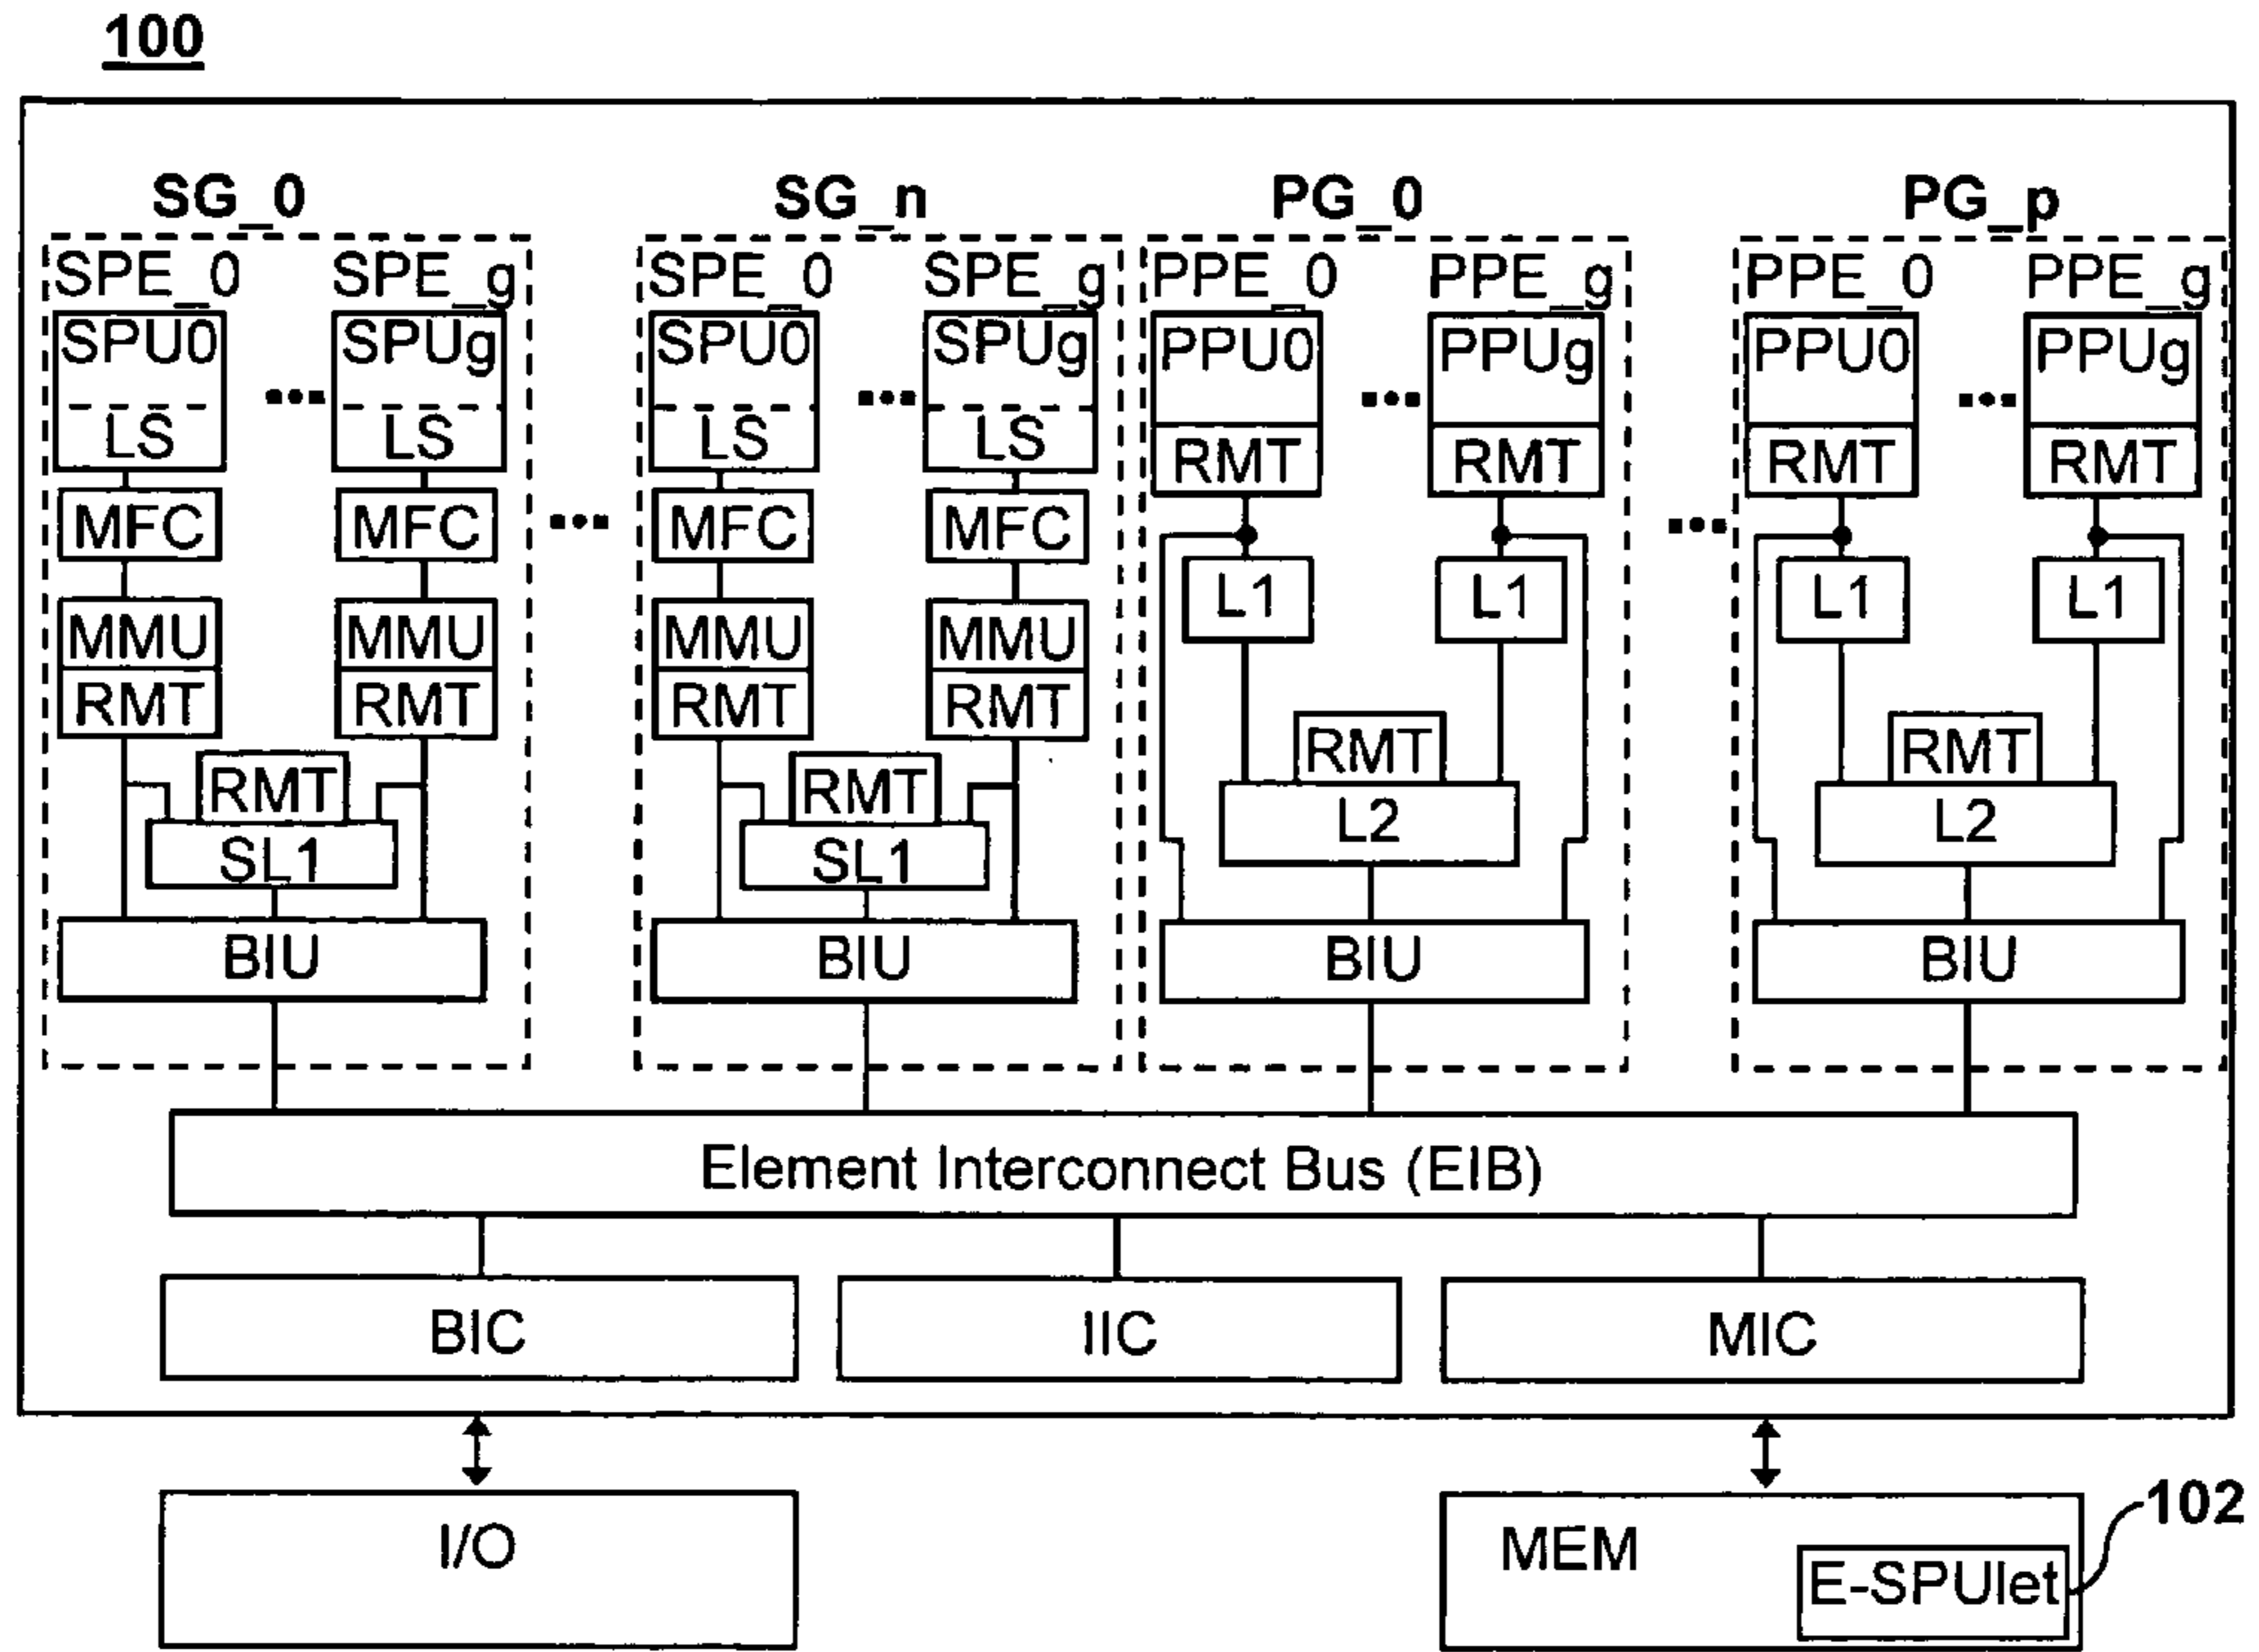 100
SG_0 SG_n PG_0 PG_p
SPE_0 SPE_g SPE_0 SPE_g PPE_0 PPE_g PPE_0 PPE_g
SPU0 SPUg SPU0 SPUg PPU0 PPUg PPU0 PPUg
LS LS LS LS RMT RMT RMT RMT
MFC MFC MFC MFC
L1 L1 L1 L1
MMU MMU MMU MMU
RMT RMT RMT RMT
RMT RMT
RMT RMT
L2 L2
SL1 SL1
BIU BIU BIU BIU
Element Interconnect Bus (EIB)
BIC IIC MIC
102
I/O MEM
E-SPUlet